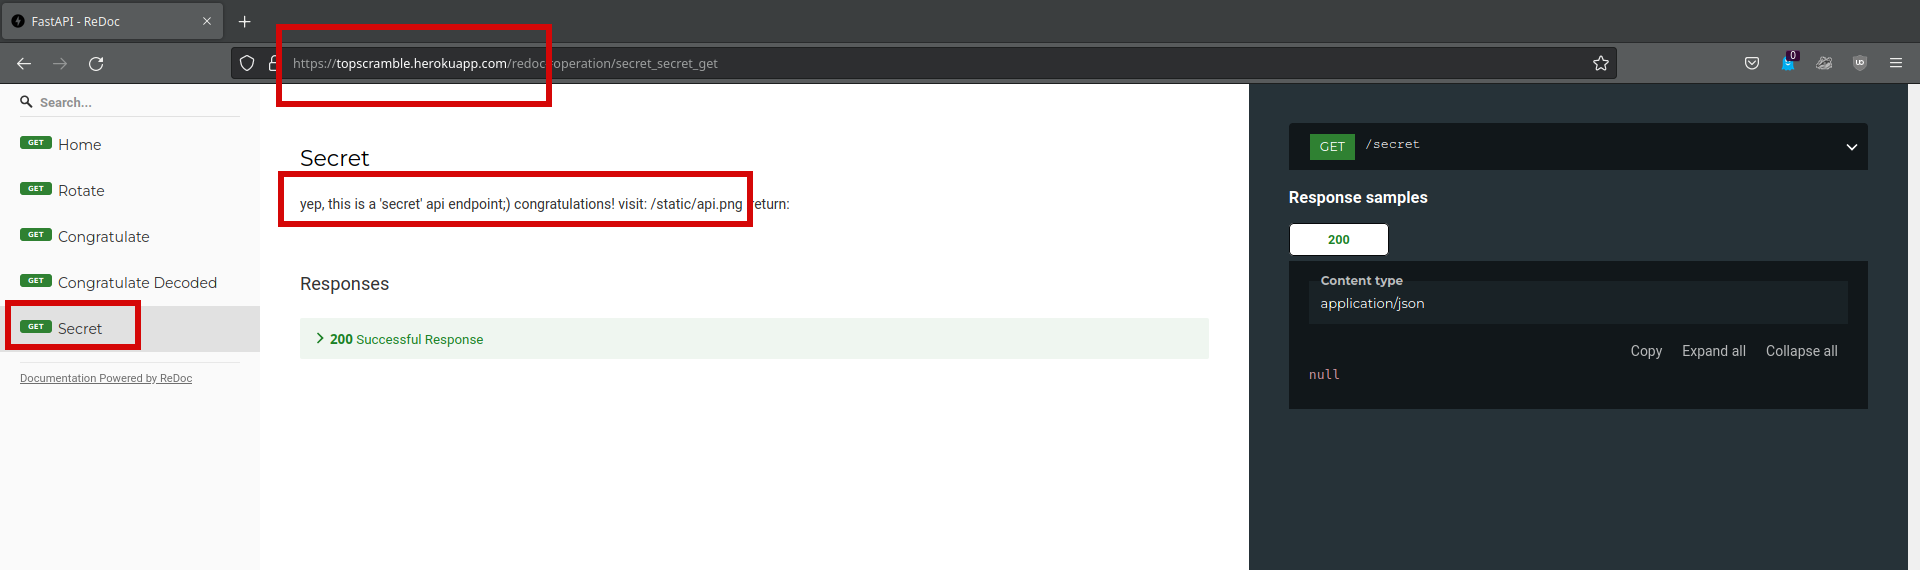 FastAPI - ReDoc
https://topscramble.herokuapp.com/redoc operation/secret_secret_get
0
Search...
GET Home
GET Rotate
GET Congratulate
GET Congratulate Decoded
GET Secret
Documentation Powered by ReDoc
Secret
yep, this is a 'secret' api endpoint;) congratulations! visit: /static/api.png return:
Responses
200 Successful Response
GET /secret
Response samples
200
Content type
application/json
Copy Expand all Collapse all
null